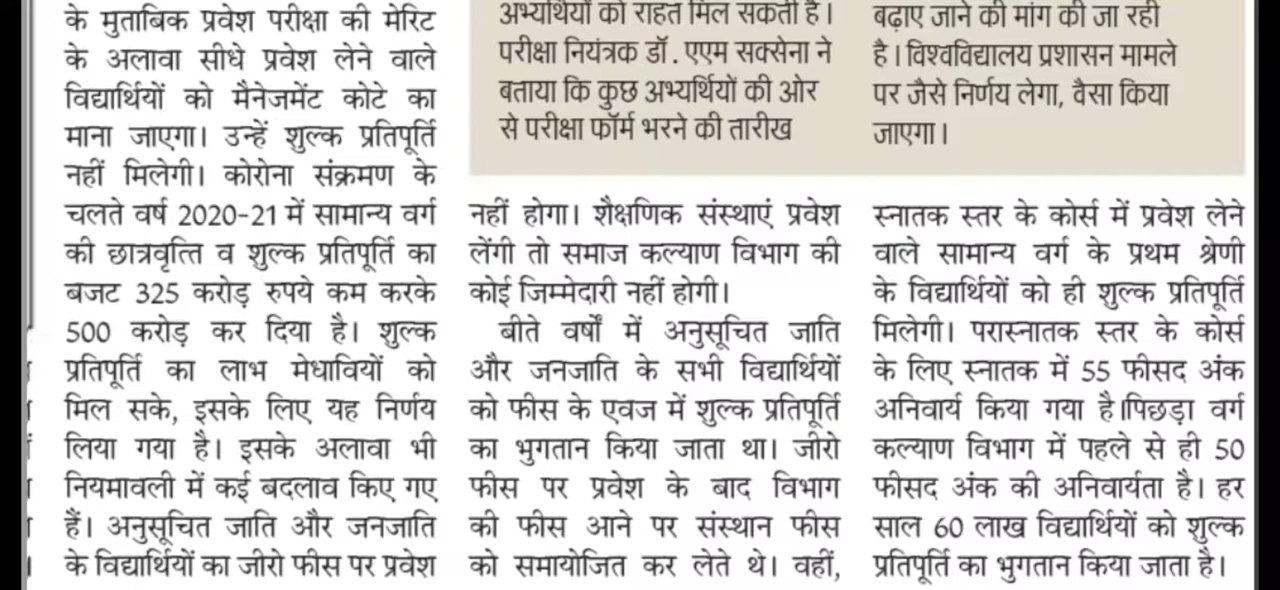 के मुताबिक प्रवेश परीक्षा की मेरिट
के अलावा सीधे प्रवेश लेने वाले
विद्यार्थियों को मैनेजमेंट कोटे का
माना जाएगा। उन्हें शुल्क प्रतिपूर्ति
नहीं मिलेगी। कोरोना संक्रमण के
चलते वर्ष 2020-21 में सामान्य वर्ग
की छात्रवृत्ति व शुल्क प्रतिपूर्ति का
बजट 325 करोड़ रुपये कम करके
500 करोड़ कर दिया है। शुल्क
प्रतिपूर्ति का लाभ मेधावियों को
मिल सके, इसके लिए यह निर्णय
लिया गया है। इसके अलावा भी
नियमावली में कई बदलाव किए गए
हैं। अनुसूचित जाति और जनजाति
के विद्यार्थियों का जीरो फीस पर प्रवेश
अभ्यर्थियों को राहत मिल सकती है।
परीक्षा नियंत्रक डॉ. एएम सक्सेना ने
बताया कि कुछ अभ्यर्थियों की ओर
से परीक्षा फॉर्म भरने की तारीख
बढ़ाए जाने की मांग की जा रही
है। विश्वविद्यालय प्रशासन मामले
पर जैसे निर्णय लेगा, वैसा किया
जाएगा।
नहीं होगा। शैक्षणिक संस्थाएं प्रवेश
लेंगी तो समाज कल्याण विभाग की
कोई जिम्मेदारी नहीं होगी।
बीते वर्षों में अनुसूचित जाति
और जनजाति के सभी विद्यार्थियों
को फीस के एवज में शुल्क प्रतिपूर्ति
का भुगतान किया जाता था। जीरो
फीस पर प्रवेश के बाद विभाग
की फीस आने पर संस्थान फीस
को समायोजित कर लेते थे। वहीं,
स्नातक स्तर के कोर्स में प्रवेश लेने
वाले सामान्य वर्ग के प्रथम श्रेणी
के विद्यार्थियों को ही शुल्क प्रतिपूर्ति
मिलेगी। परास्नातक स्तर के कोर्स
के लिए स्नातक में 55 फीसद अंक
अनिवार्य किया गया है।पिछड़ा वर्ग
कल्याण विभाग में पहले से ही 50
फीसद अंक की अनिवार्यता है। हर
साल 60 लाख विद्यार्थियों को शुल्क
प्रतिपूर्ति का भुगतान किया जाता है।